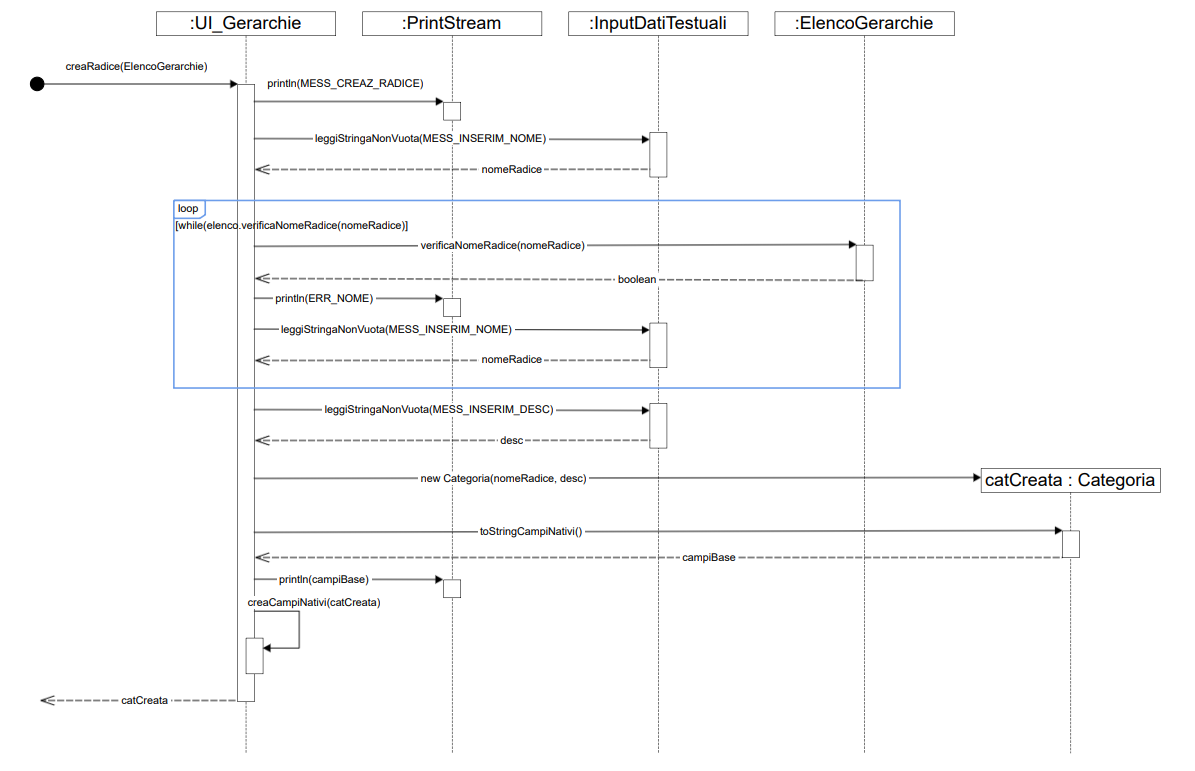 :UI_Gerarchie
:PrintStream
:InputDatiTestuali
:ElencoGerarchie
creaRadice(ElencoGerarchie)
println(MESS_CREAZ_RADICE)
leggiStringaNonVuota(MESS_INSERIM_NOME)
nomeRadice
loop
[while(elenco.verificaNomeRadice(nomeRadice)]
verificaNomeRadice(nomeRadice)
boolean
println(ERR_NOME)
leggiStringaNonVuota(MESS_INSERIM_NOME)
nomeRadice
leggiStringaNonVuota(MESS_INSERIM_DESC)
desc
new Categoria(nomeRadice, desc)
catCreata : Categoria
toStringCampiNativi()
campiBase
println(campiBase)
creaCampiNativi(catCreata)
catCreata